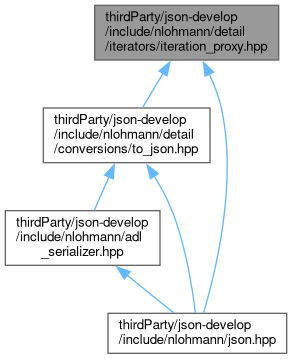 thirdParty/json-develop
/include/nlohmann/detail
/iterators/iteration_proxy.hpp
thirdParty/json-develop
/include/nlohmann/detail
/conversions/to_json.hpp
thirdParty/json-develop
/include/nlohmann/adl
_serializer.hpp
thirdParty/json-develop
/include/nlohmann/json.hpp